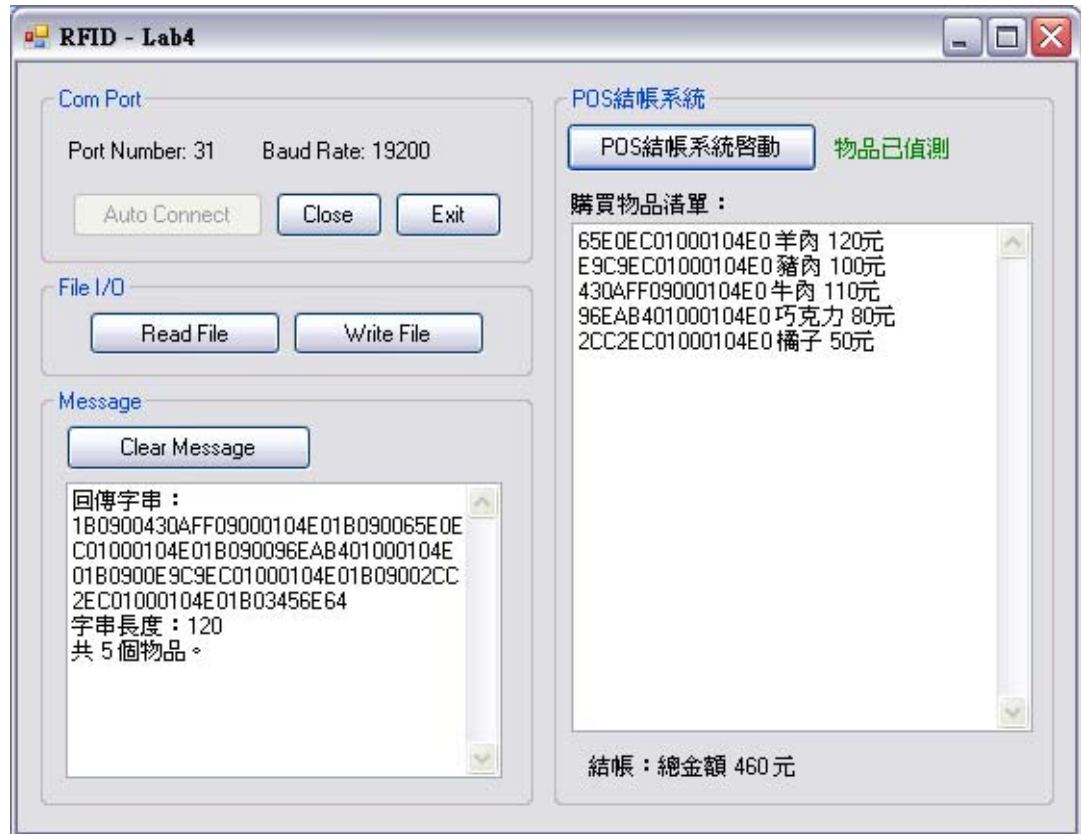 RFID - Lab4
Com Port
Port Number: 31 Baud Rate: 19200
Auto Connect Close Exit
File I/O
Read File Write File
Message
Clear Message
回傳字串：
1B0900430AFF09000104E01B090065E0E
C01000104E01B090096EAB401000104E
01B0900E9C9EC01000104E01B09002CC
2EC01000104E01B03456E64
字串長度：120
共 5 個物品。
POS結帳系統
POS結帳系統啓動 物品已偵測
購買物品清單：
65E0EC01000104E0 羊肉 120元
E9C9EC01000104E0 豬肉 100元
430AFF09000104E0 牛肉 110元
96EAB401000104E0 巧克力 80元
2CC2EC01000104E0 橘子 50元
結帳：總金額 460 元